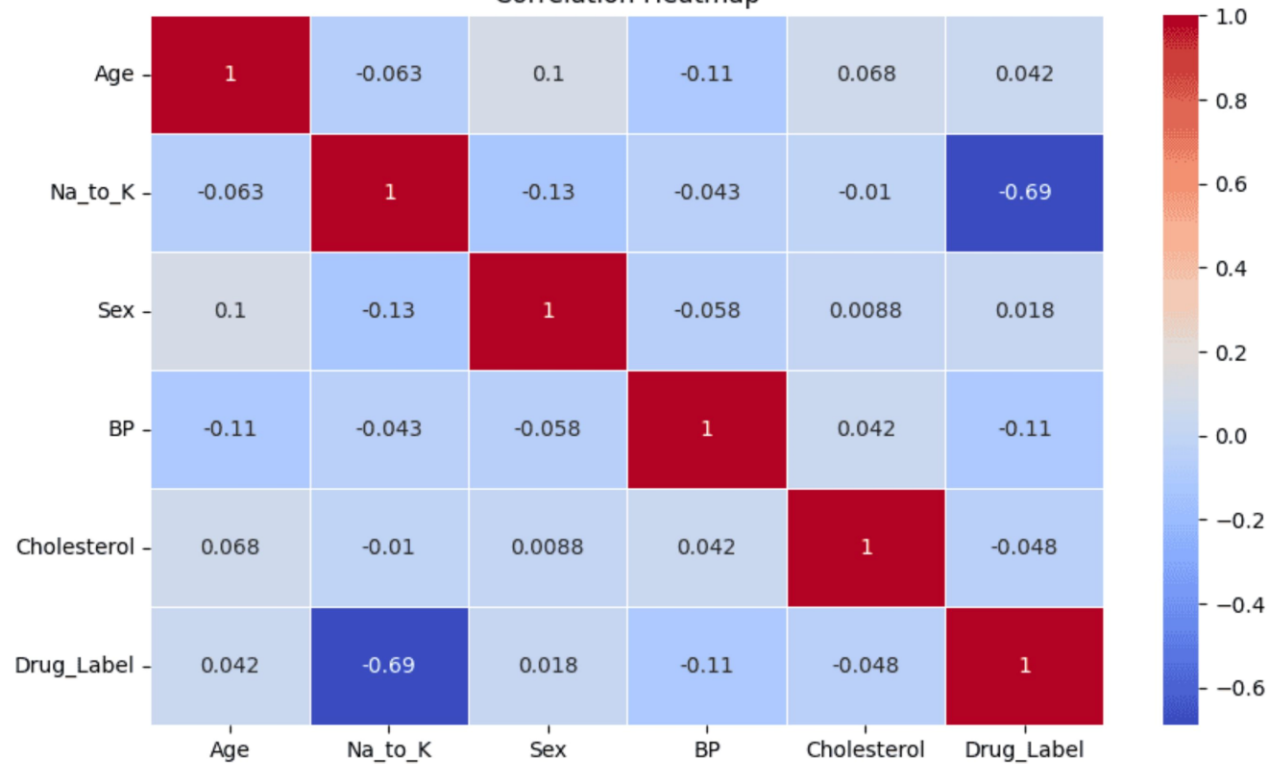 Correlation Heatmap
Age 1 -0.063 0.1 -0.11 0.068 0.042
Na_to_K -0.063 1 -0.13 -0.043 -0.01 -0.69
Sex 0.1 -0.13 1 -0.058 0.0088 0.018
BP -0.11 -0.043 -0.058 1 0.042 -0.11
Cholesterol 0.068 -0.01 0.0088 0.042 1 -0.048
Drug_Label 0.042 -0.69 0.018 -0.11 -0.048 1
Age Na_to_K Sex BP Cholesterol Drug_Label
1.0
0.8
0.6
0.4
0.2
0.0
−0.2
−0.4
−0.6